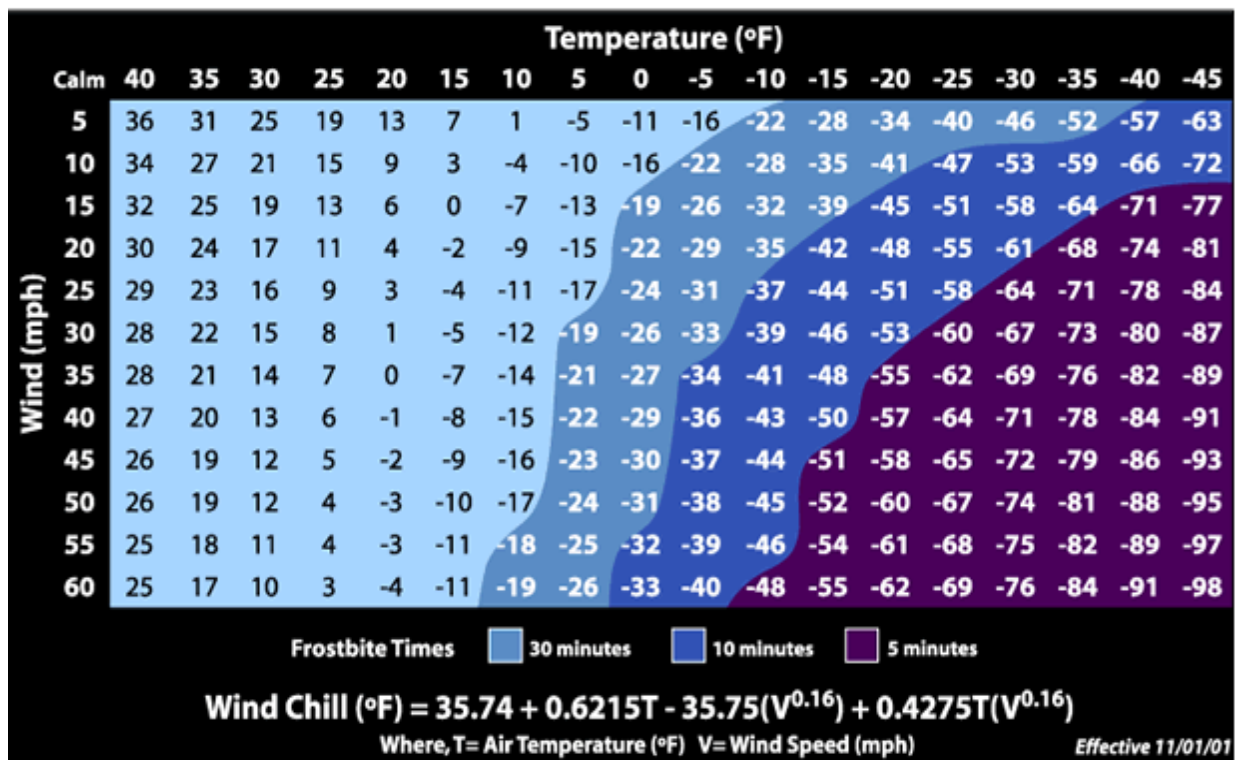 Temperature (ºF)
Calm 40 35 30 25 20 15 10 5 0 -5 -10 -15 -20 -25 -30 -35 -40 -45
5 36 31 25 19 13 7 1 -5 -11 -16 -22 -28 -34 -40 -46 -52 -57 -63
10 34 27 21 15 9 3 -4 -10 -16 -22 -28 -35 -41 -47 -53 -59 -66 -72
15 32 25 19 13 6 0 -7 -13 -19 -26 -32 -39 -45 -51 -58 -64 -71 -77
20 30 24 17 11 4 -2 -9 -15 -22 -29 -35 -42 -48 -55 -61 -68 -74 -81
25 29 23 16 9 3 -4 -11 -17 -24 -31 -37 -44 -51 -58 -64 -71 -78 -84
30 28 22 15 8 1 -5 -12 -19 -26 -33 -39 -46 -53 -60 -67 -73 -80 -87
35 28 21 14 7 0 -7 -14 -21 -27 -34 -41 -48 -55 -62 -69 -76 -82 -89
40 27 20 13 6 -1 -8 -15 -22 -29 -36 -43 -50 -57 -64 -71 -78 -84 -91
45 26 19 12 5 -2 -9 -16 -23 -30 -37 -44 -51 -58 -65 -72 -79 -86 -93
50 26 19 12 4 -3 -10 -17 -24 -31 -38 -45 -52 -60 -67 -74 -81 -88 -95
55 25 18 11 4 -3 -11 -18 -25 -32 -39 -46 -54 -61 -68 -75 -82 -89 -97
60 25 17 10 3 -4 -11 -19 -26 -33 -40 -48 -55 -62 -69 -76 -84 -91 -98
Wind (mph)
Frostbite Times 30 minutes 10 minutes 5 minutes
Wind Chill (ºF) = 35.74 + 0.6215T - 35.75(V^0.16) + 0.4275T(V^0.16)
Where, T= Air Temperature (ºF) V= Wind Speed (mph) Effective 11/01/01